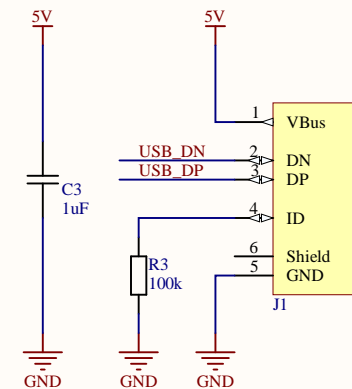 5V
5V
1
VBus
USB_DN
2
DN
USB_DP
3
DP
C3
1uF
4
ID
R3
100k
6
Shield
5
GND
J1
GND
GND
GND